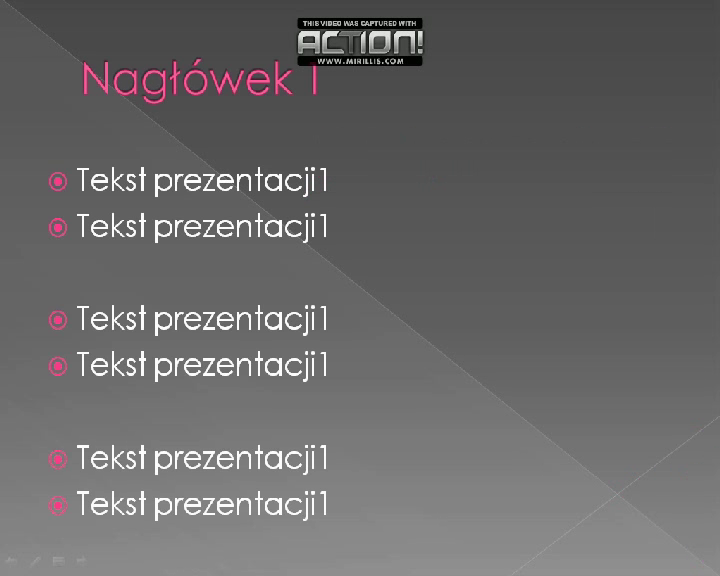 THIS VIDEO WAS CAPTURED WITH
ACTION!
WWW.MIRILLIS.COM
Nagłówek 1
Tekst prezentacji1
Tekst prezentacji1
Tekst prezentacji1
Tekst prezentacji1
Tekst prezentacji1
Tekst prezentacji1